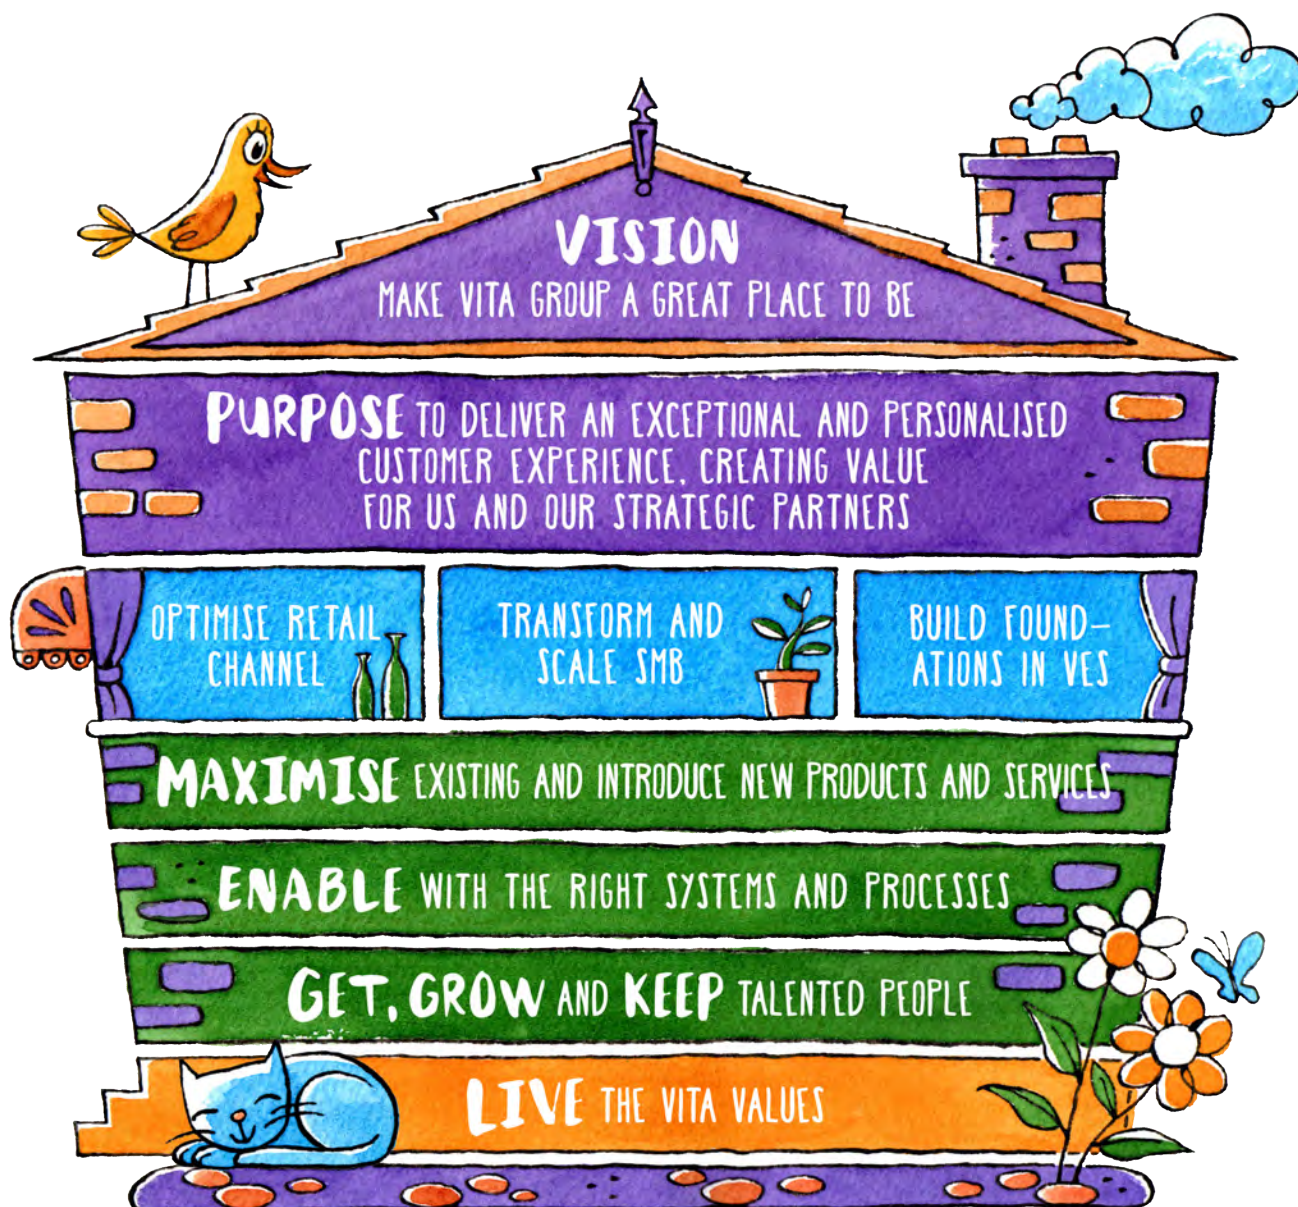 VISION
MAKE VITA GROUP A GREAT PLACE TO BE
PURPOSE TO DELIVER AN EXCEPTIONAL AND PERSONALISED
CUSTOMER EXPERIENCE, CREATING VALUE
FOR US AND OUR STRATEGIC PARTNERS
OPTIMISE RETAIL
CHANNEL
TRANSFORM AND
SCALE SMB
BUILD FOUND–
ATIONS IN VES
MAXIMISE EXISTING AND INTRODUCE NEW PRODUCTS AND SERVICES
ENABLE WITH THE RIGHT SYSTEMS AND PROCESSES
GET, GROW AND KEEP TALENTED PEOPLE
LIVE THE VITA VALUES